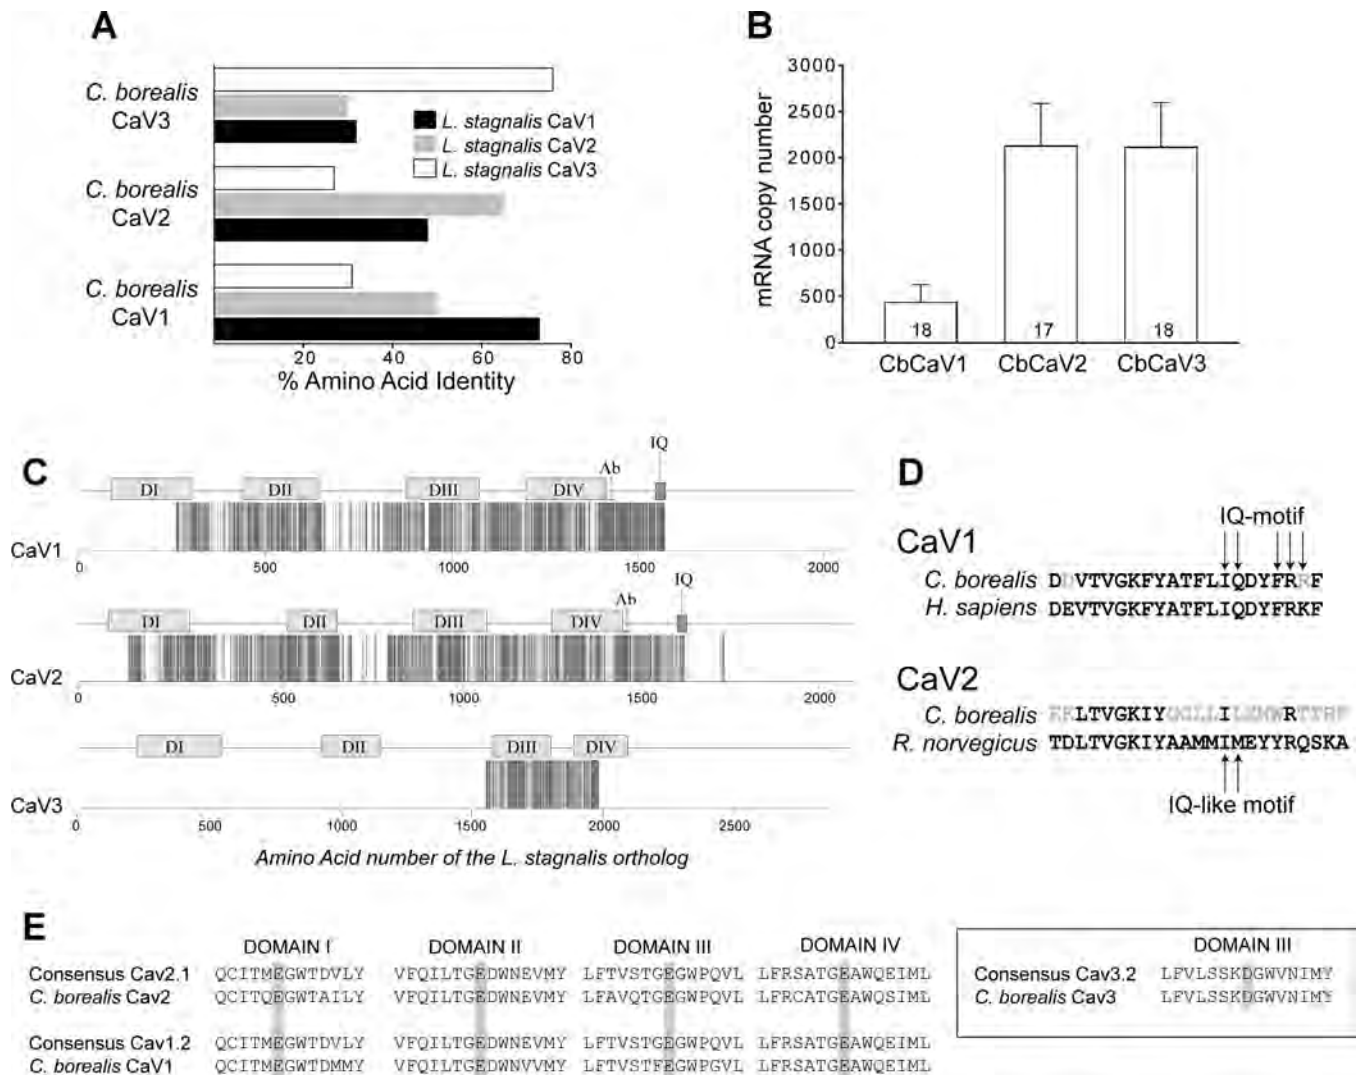 A
C. borealis
CaV3
C. borealis
CaV2
C. borealis
CaV1
L. stagnalis CaV1
L. stagnalis CaV2
L. stagnalis CaV3
20 40 60 80
% Amino Acid Identity
B
mRNA copy number
3000
2500
2000
1500
1000
500
0
18 17 18
CbCaV1 CbCaV2 CbCaV3
C
IQ
Ab
DI DII DIII DIV
CaV1
0 500 1000 1500 2000
IQ
Ab
DI DII DIII DIV
CaV2
0 500 1000 1500 2000
DI DII DIII DIV
CaV3
0 500 1000 1500 2000 2500
Amino Acid number of the L. stagnalis ortholog
D
IQ-motif
CaV1
C. borealis DDVTVGKFYATFLIQDYFRRF
H. sapiens DEVTVGKFYATFLIQDYFRKF
CaV2
C. borealis LTVGKIY I R
R. norvegicus TDLTVGKIYAAMMIMEYYRQSKA
IQ-like motif
E
DOMAIN I DOMAIN II DOMAIN III DOMAIN IV
Consensus Cav2.1 QCITMEGWTDVLY VFQILTGEDWNEVMY LFTVSTGEGWPQVL LFRSATGEAWQEIML
C. borealis Cav2 QCITQEGWTAILY VFQILTGEDWNEVMY LFAVQTGEGWPQVL LFRCATGEAWQSIML
Consensus Cav1.2 QCITMEGWTDVLY VFQILTGEDWNEVMY LFTVSTGEGWPQVL LFRSATGEAWQEIML
C. borealis CaV1 QCITMEGWTDMMY VFQILTGEDWNVVMY LFTVSTFEGWPGVL LFRSATGEAWQEIML
DOMAIN III
Consensus Cav3.2 LFVLSSKDGWVNIMY
C. borealis Cav3 LFVLSSKDGWVNIMY